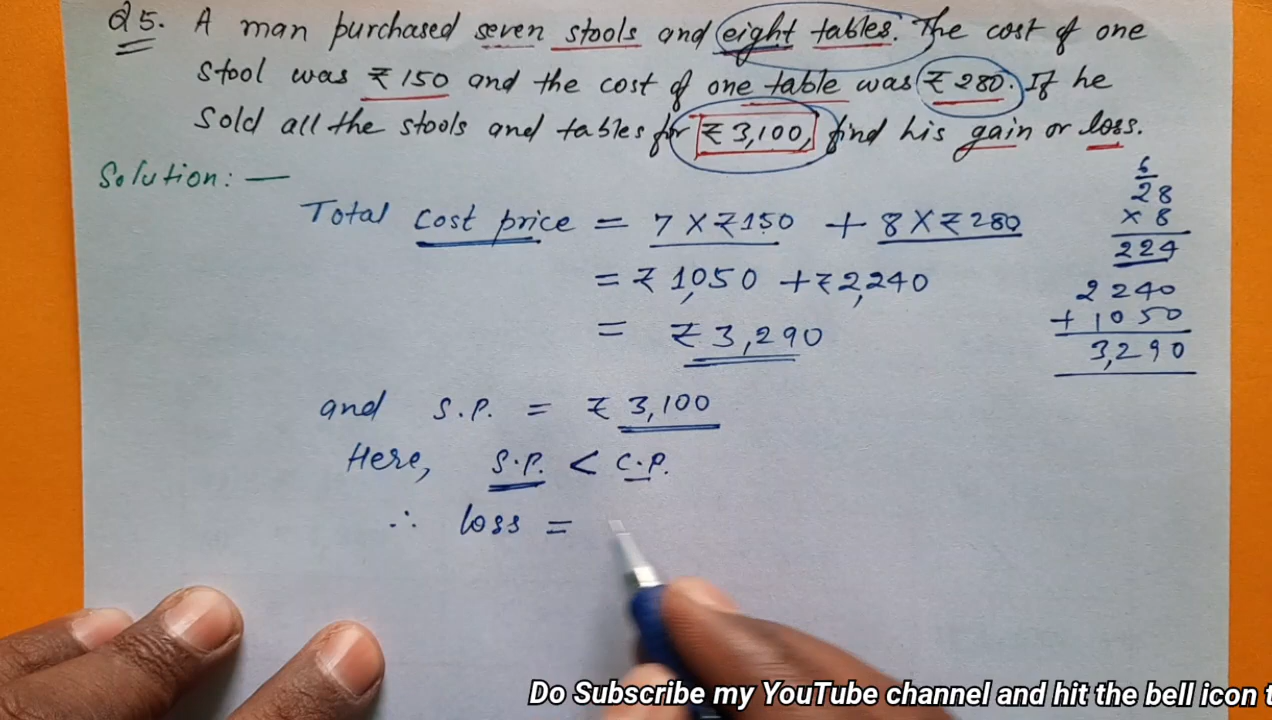 Q5. A man purchased seven stools and eight tables. The cost of one
stool was ₹150 and the cost of one table was ₹280. If he
Sold all the stools and tables for ₹3,100, find his gain or loss.
Solution: —
Total cost price = 7 × ₹150 + 8 × ₹280
= ₹1,050 + ₹2,240
= ₹3,290
and S.P. = ₹3,100
Here, S.P. < C.P.
∴ loss =
6
28
× 8
224
2240
+ 1050
3,290
Do Subscribe my YouTube channel and hit the bell icon t